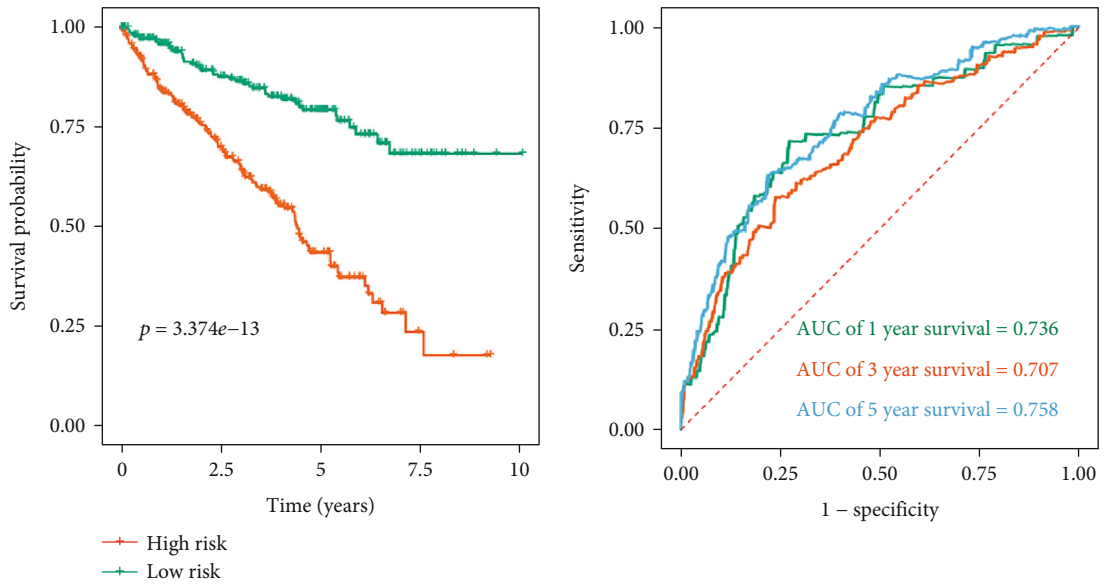 1.00
0.75
0.50
0.25
0.00
Survival probability
p = 3.374e−13
0
2.5
5
7.5
10
Time (years)
High risk
Low risk
1.00
0.75
0.50
0.25
0.00
Sensitivity
AUC of 1 year survival = 0.736
AUC of 3 year survival = 0.707
AUC of 5 year survival = 0.758
0.00
0.25
0.50
0.75
1.00
1 − specificity